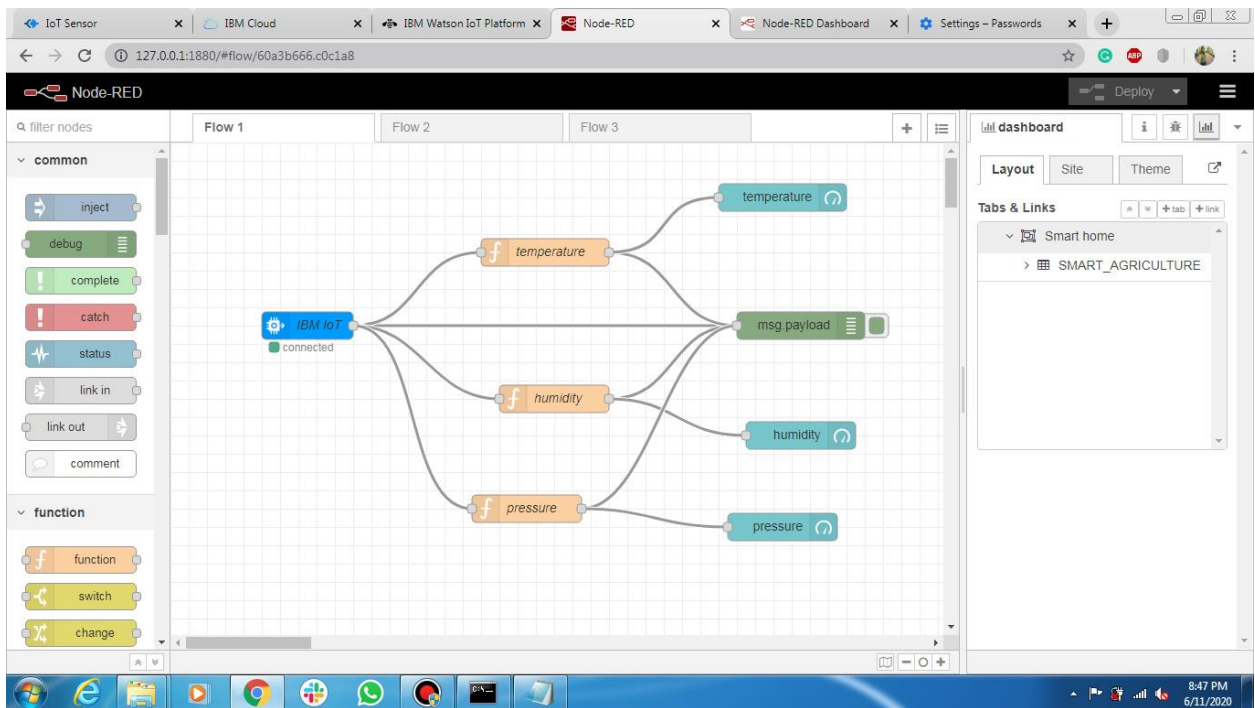 IoT Sensor
IBM Cloud
IBM Watson IoT Platform
Node-RED
Node-RED Dashboard
Settings – Passwords
127.0.0.1:1880/#flow/60a3b666.c0c1a8
ABP
Node-RED
Deploy
filter nodes
Flow 1
Flow 2
Flow 3
dashboard
i
common
inject
debug
complete
catch
status
link in
link out
comment
function
function
switch
change
IBM IoT
connected
temperature
humidity
pressure
temperature
msg.payload
humidity
pressure
Layout
Site
Theme
Tabs & Links
+ tab
+ link
Smart home
SMART_AGRICULTURE
8:47 PM
6/11/2020